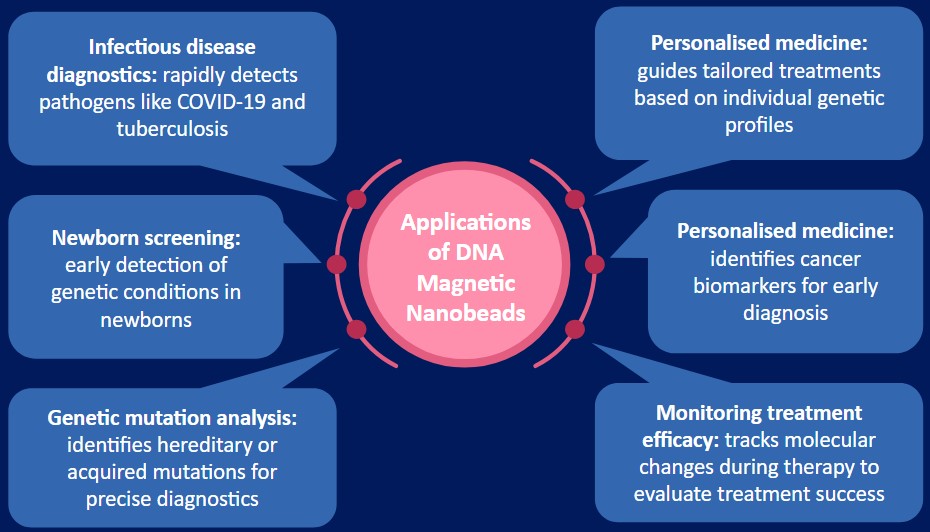 Infectious disease
diagnostics: rapidly detects
pathogens like COVID-19 and
tuberculosis
Newborn screening:
early detection of
genetic conditions in
newborns
Genetic mutation analysis:
identifies hereditary or
acquired mutations for
precise diagnostics
Applications
of DNA
Magnetic
Nanobeads
Personalised medicine:
guides tailored treatments
based on individual genetic
profiles
Personalised medicine:
identifies cancer
biomarkers for early
diagnosis
Monitoring treatment
efficacy: tracks molecular
changes during therapy to
evaluate treatment success